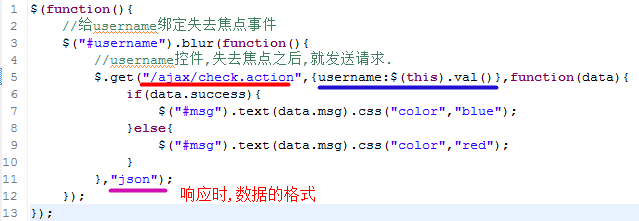 1 $(function(){
2 //给username绑定失去焦点事件
3 $("#username").blur(function(){
4 //username控件,失去焦点之后,就发送请求.
5 $.get("/ajax/check.action",{username:$(this).val()},function(data){
6 if(data.success){
7 $("#msg").text(data.msg).css("color","blue");
8 }else{
9 $("#msg").text(data.msg).css("color","red");
10 }
11 },"json");
响应时,数据的格式
12 });
13 });